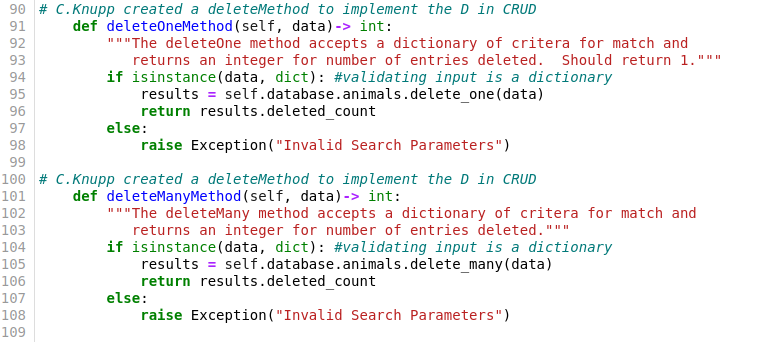 90 # C.Knupp created a deleteMethod to implement the D in CRUD
91     def deleteOneMethod(self, data)-> int:
92         """The deleteOne method accepts a dictionary of critera for match and
93            returns an integer for number of entries deleted.  Should return 1."""
94         if isinstance(data, dict): #validating input is a dictionary
95             results = self.database.animals.delete_one(data)
96             return results.deleted_count
97         else:
98             raise Exception("Invalid Search Parameters")
99
100 # C.Knupp created a deleteMethod to implement the D in CRUD
101     def deleteManyMethod(self, data)-> int:
102         """The deleteMany method accepts a dictionary of critera for match and
103            returns an integer for number of entries deleted."""
104         if isinstance(data, dict): #validating input is a dictionary
105             results = self.database.animals.delete_many(data)
106             return results.deleted_count
107         else:
108             raise Exception("Invalid Search Parameters")
109